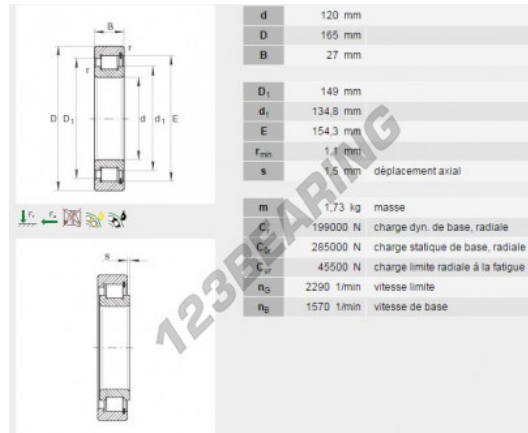 B
r
r
D D₁ d d₁ E
Fr Fa
s
d 120 mm
D 165 mm
B 27 mm
D₁ 149 mm
d₁ 134,8 mm
E 154,3 mm
rmin 1,1 mm
s 1,5 mm déplacement axial
m 1,73 kg masse
199000 N charge dyn. de base, radiale
C0r 285000 N charge statique de base, radiale
Cur 45500 N charge limite radiale á la fatigue
nG 2290 1/min vitesse limite
nB 1570 1/min vitesse de base
123BEARING